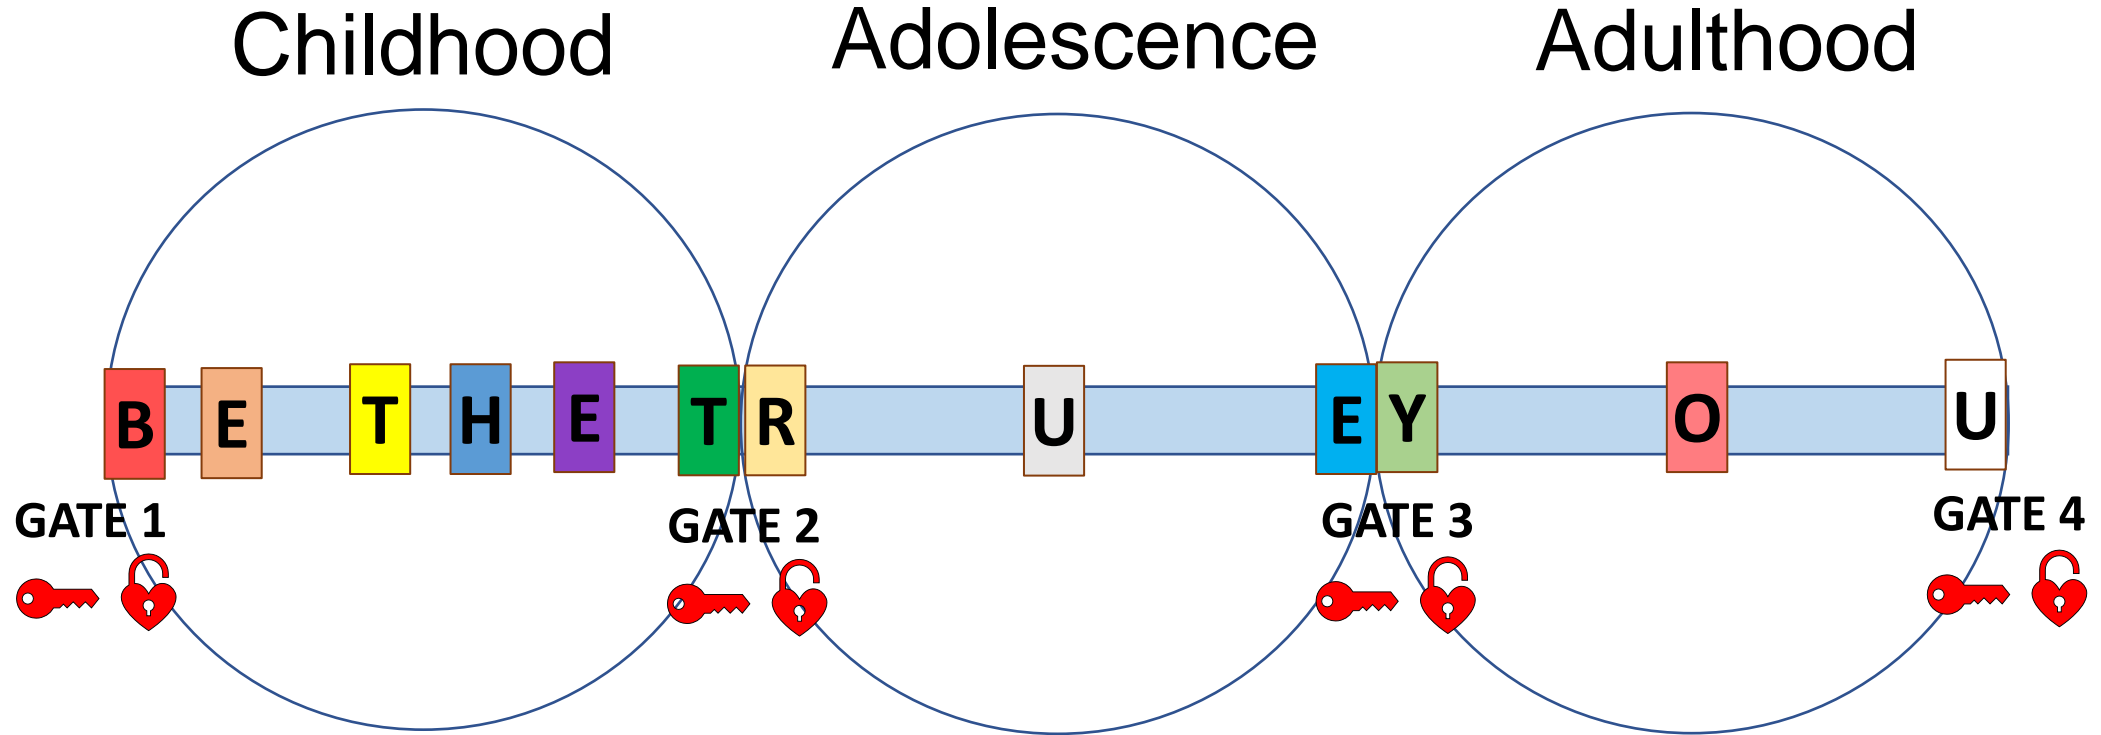 Childhood Adolescence Adulthood
B E T H E T R U E Y O U
GATE 1 GATE 2 GATE 3 GATE 4